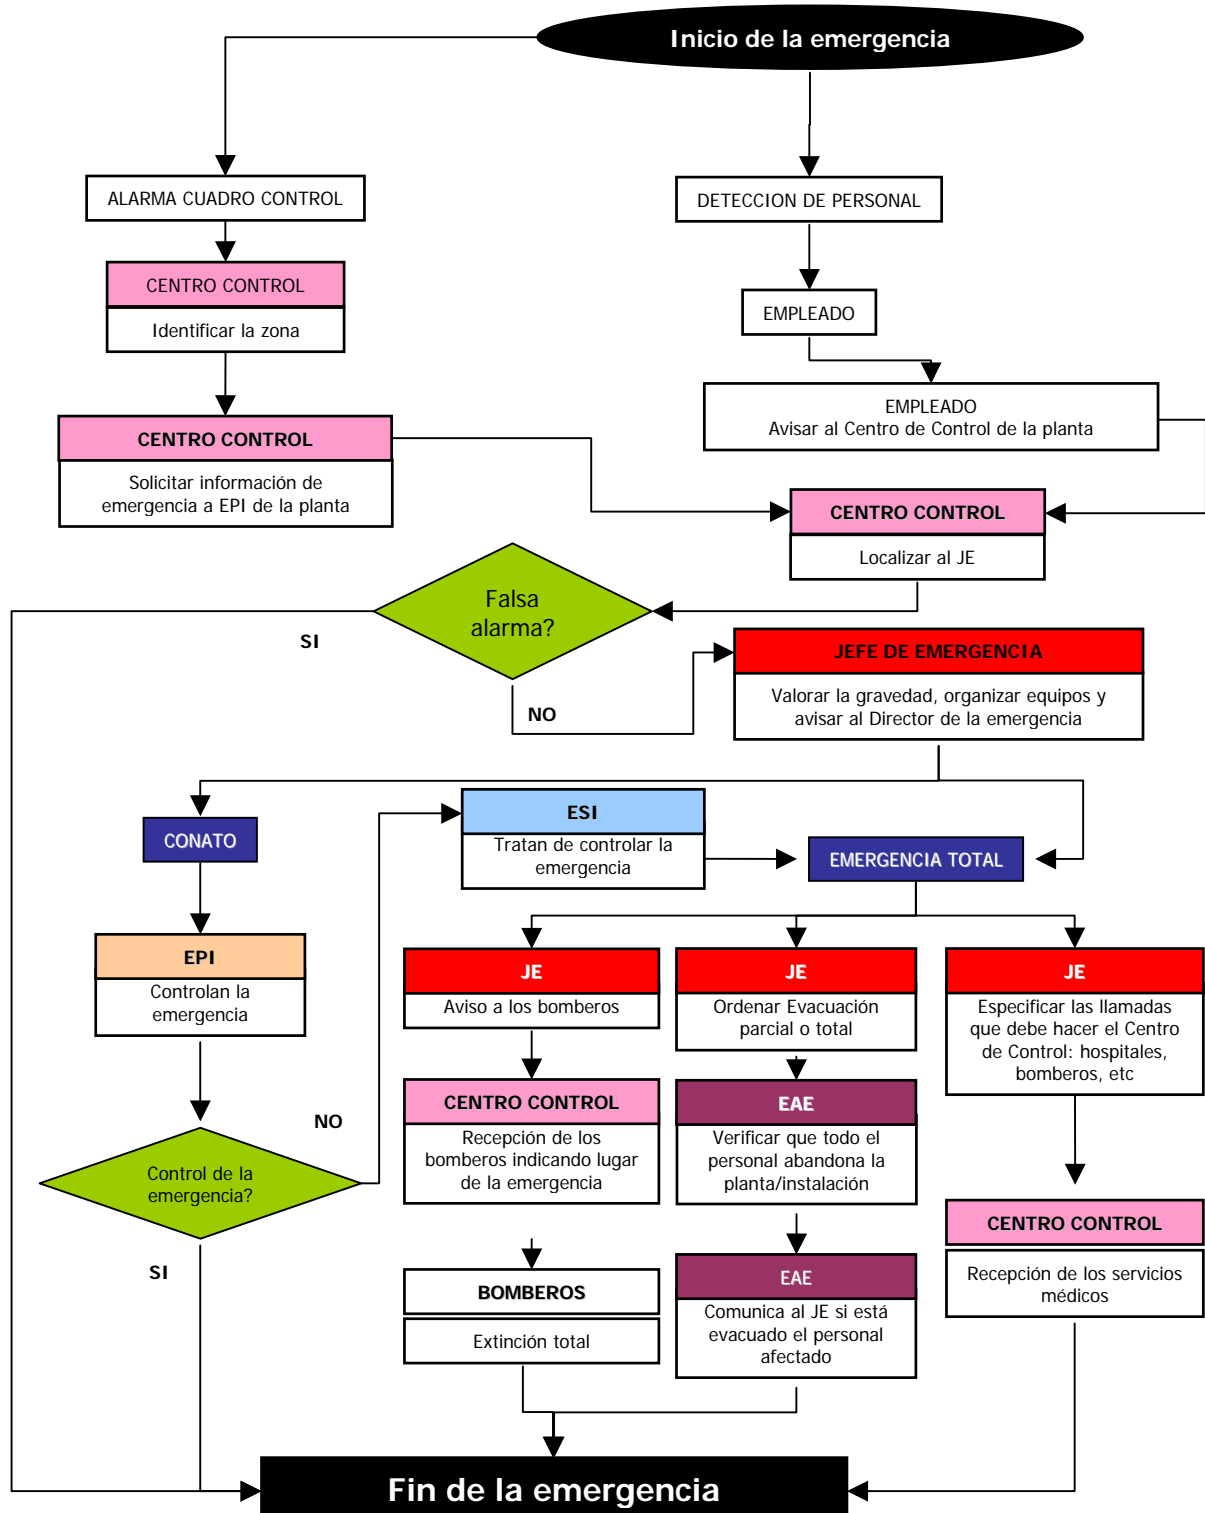 Inicio de la emergencia
ALARMA CUADRO CONTROL
DETECCION DE PERSONAL
CENTRO CONTROL
Identificar la zona
EMPLEADO
EMPLEADO
Avisar al Centro de Control de la planta
CENTRO CONTROL
Solicitar información de
emergencia a EPI de la planta
CENTRO CONTROL
Localizar al JE
Falsa
alarma?
SI
NO
JEFE DE EMERGENCIA
Valorar la gravedad, organizar equipos y
avisar al Director de la emergencia
CONATO
ESI
Tratan de controlar la
emergencia
EMERGENCIA TOTAL
EPI
Controlan la
emergencia
JE
Aviso a los bomberos
JE
Ordenar Evacuación
parcial o total
JE
Especificar las llamadas
que debe hacer el Centro
de Control: hospitales,
bomberos, etc
Control de la
emergencia?
NO
SI
CENTRO CONTROL
Recepción de los
bomberos indicando lugar
de la emergencia
EAE
Verificar que todo el
personal abandona la
planta/instalación
CENTRO CONTROL
Recepción de los servicios
médicos
BOMBEROS
Extinción total
EAE
Comunica al JE si está
evacuado el personal
afectado
Fin de la emergencia